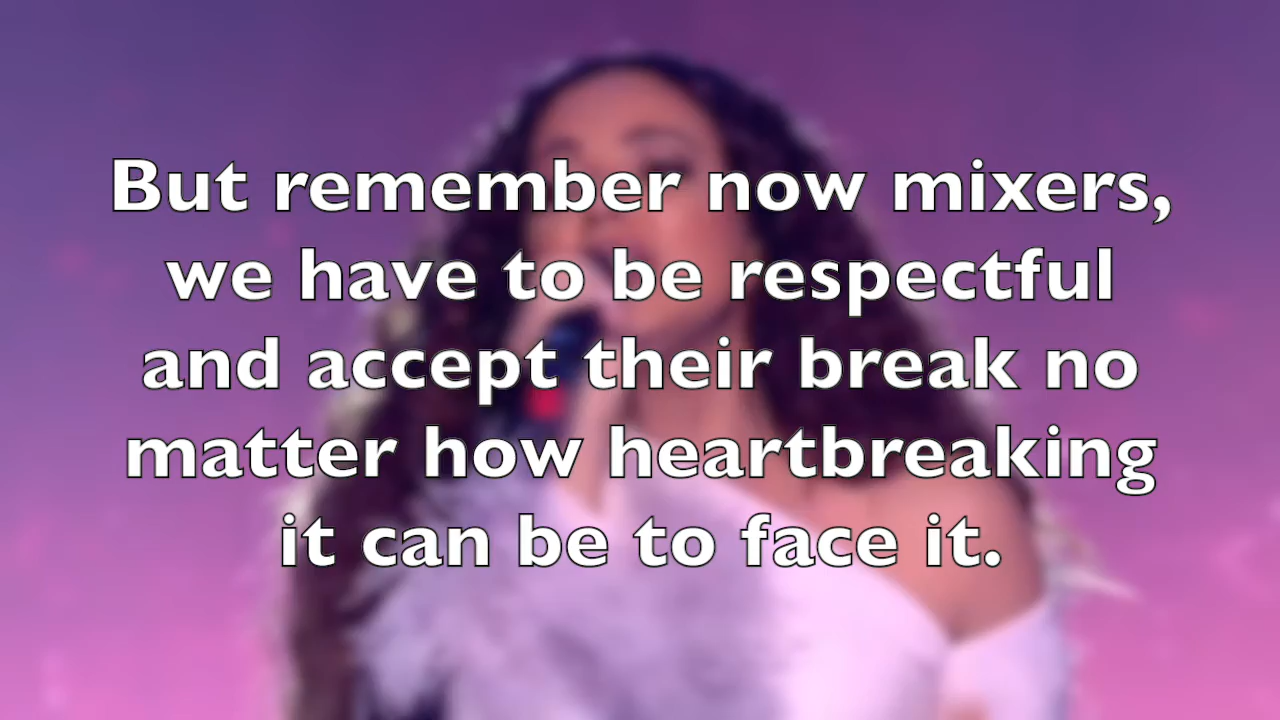 But remember now mixers,
we have to be respectful
and accept their break no
matter how heartbreaking
it can be to face it.